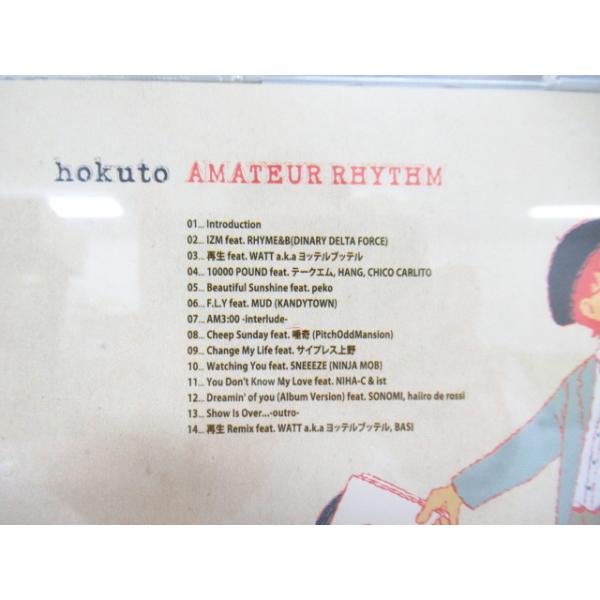 hokuto AMATEUR RHYTHM
01... Introduction
02... IZM feat. RHYME&B(DINARY DELTA FORCE)
03... 再生 feat. WATT a.k.a ヨッテルブッテル
04... 10000 POUND feat. テークエム, HANG, CHICO CARLITO
05... Beautiful Sunshine feat. peko
06... F.L.Y feat. MUD (KANDYTOWN)
07... AM3:00 -interlude-
08... Cheep Sunday feat. 唾奇 (PitchOddMansion)
09... Change My Life feat. サイプレス上野
10... Watching You feat. SNEEEZE (NINJA MOB)
11... You Don't Know My Love feat. NIHA-C & ist
12... Dreamin' of you (Album Version) feat. SONOMI, haiiro de rossi
13... Show Is Over...-outro-
14... 再生 Remix feat. WATT a.k.a ヨッテルブッテル, BASI